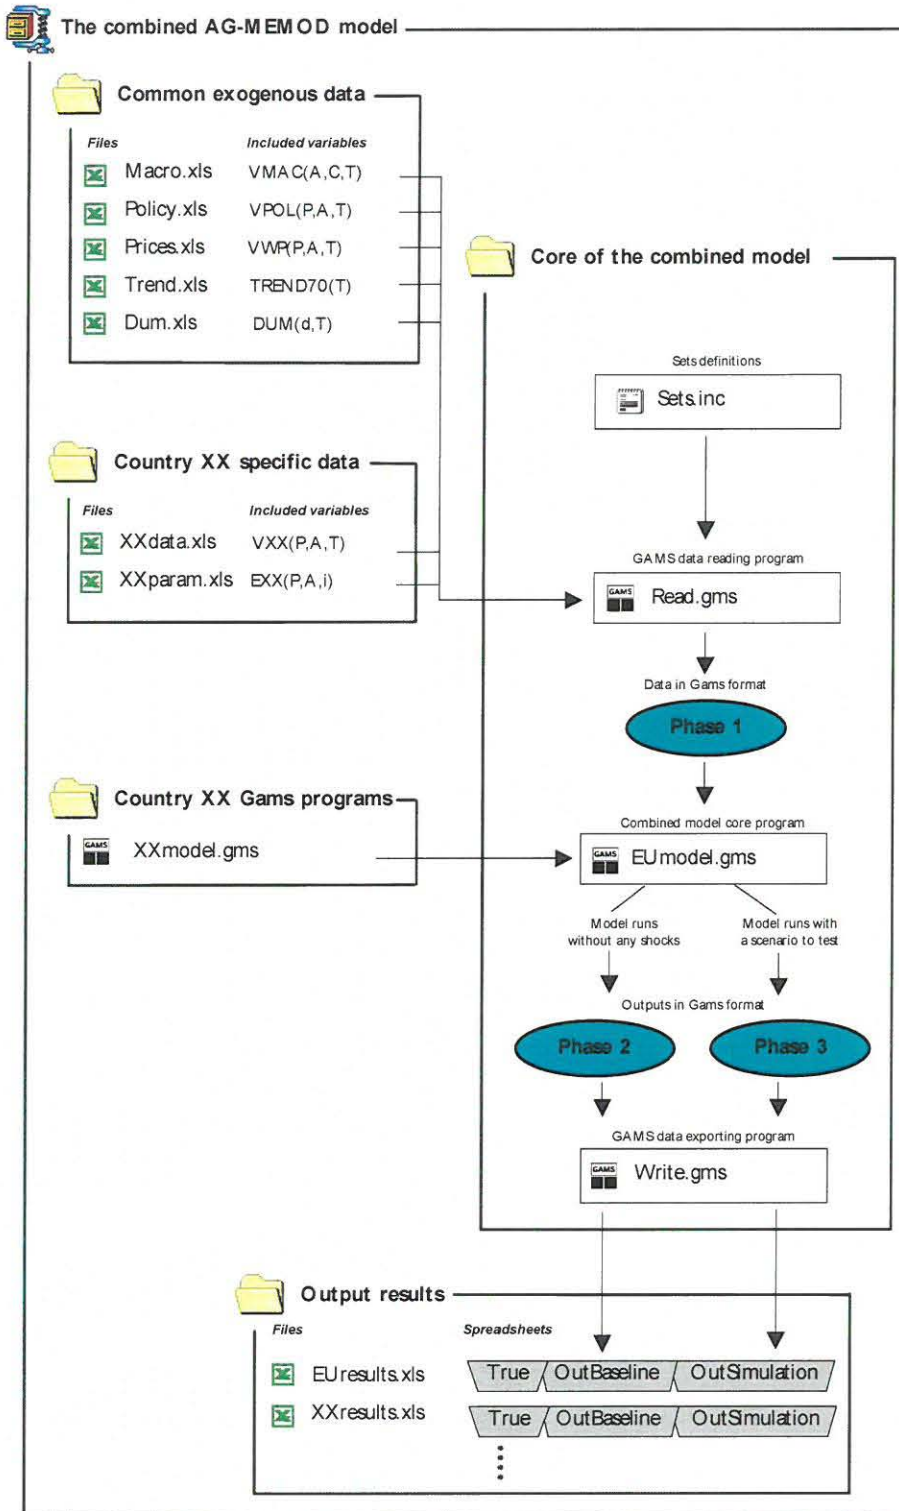 The combined AG-MEMOD model
Common exogenous data
Files Included variables
Macro.xls VMAC(A,C,T)
Policy.xls VPOL(P,A,T)
Prices.xls VWP(P,A,T)
Trend.xls TREND70(T)
Dum.xls DUM(d,T)
Country XX specific data
Files Included variables
XXdata.xls VXX(P,A,T)
XXparam.xls EXX(P,A,i)
Country XX Gams programs
GAMS XXmodel.gms
Core of the combined model
Sets definitions
Sets.inc
GAMS data reading program
GAMS Read.gms
Data in Gams format
Phase 1
Combined model core program
GAMS EUmodel.gms
Model runs
without any shocks
Model runs with
a scenario to test
Outputs in Gams format
Phase 2 Phase 3
GAMS data exporting program
GAMS Write.gms
Output results
Files Spreadsheets
EUresults.xls True OutBaseline OutSimulation
XXresults.xls True OutBaseline OutSimulation